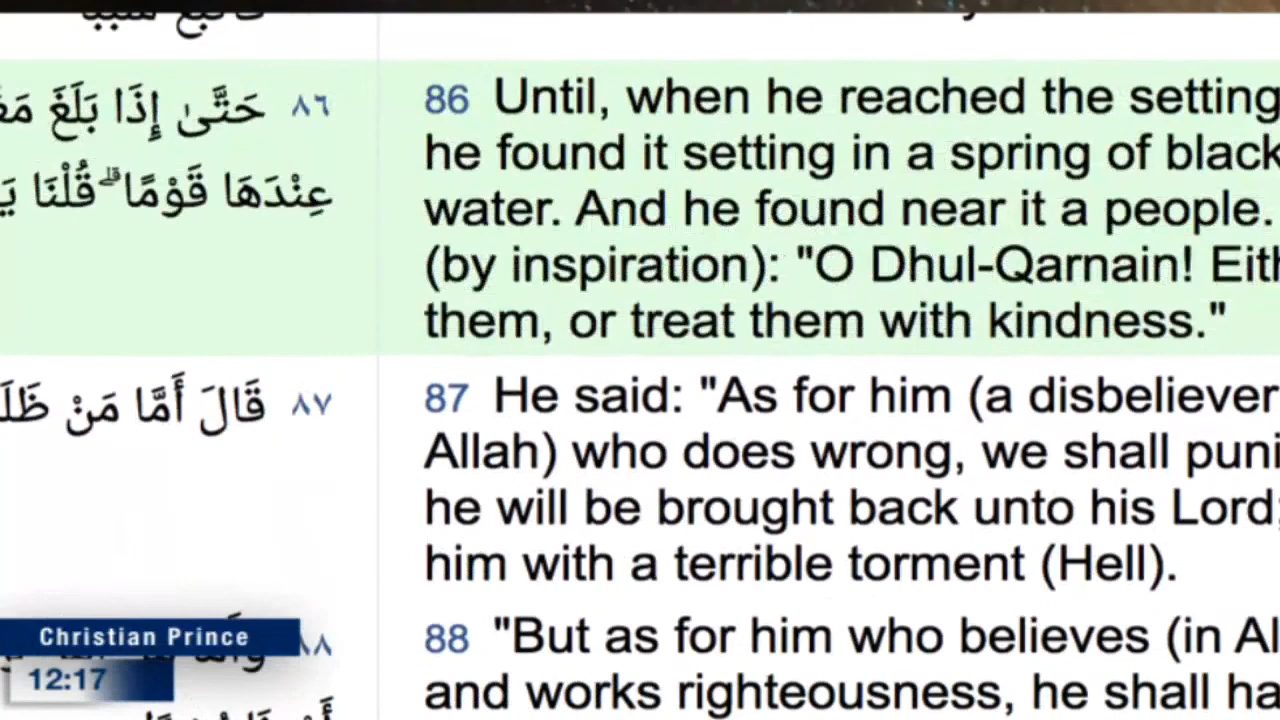 ٨٦ حَتَّىٰ إِذَا بَلَغَ
عِنْدَهَا قَوْمًا ۗ قُلْنَا
86 Until, when he reached the setting
he found it setting in a spring of black
water. And he found near it a people.
(by inspiration): "O Dhul-Qarnain! Eith
them, or treat them with kindness."
٨٧ قَالَ أَمَّا مَنْ
87 He said: "As for him (a disbeliever
Allah) who does wrong, we shall puni
he will be brought back unto his Lord;
him with a terrible torment (Hell).
88 "But as for him who believes (in Al
and works righteousness, he shall ha
Christian Prince
12:17